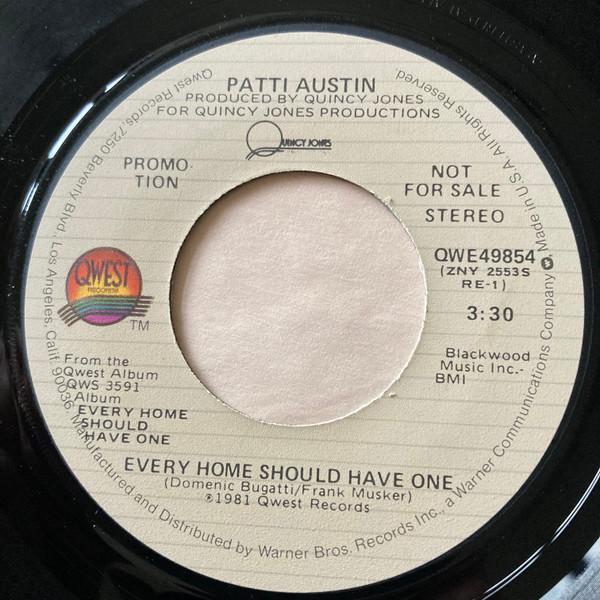 PATTI AUSTIN
PRODUCED BY QUINCY JONES
FOR QUINCY JONES PRODUCTIONS
QUINCY JONES
PROMO-
TION
NOT
FOR SALE
STEREO
QWE49854
(ZNY 2553S
RE-1)
3:30
QWEST
RECORDS
TM
Blackwood
Music Inc.-
BMI
From the
Qwest Album
QWS 3591
Album
EVERY HOME
SHOULD
HAVE ONE
EVERY HOME SHOULD HAVE ONE
(Domenic Bugatti/Frank Musker)
℗1981 Qwest Records
Qwest Records, 7250 Beverly Blvd. Los Angeles, Calif. 90036. Manufactured and Distributed by Warner Bros. Records Inc., a Warner Communications Company Made in U.S.A. All Rights Reserved.